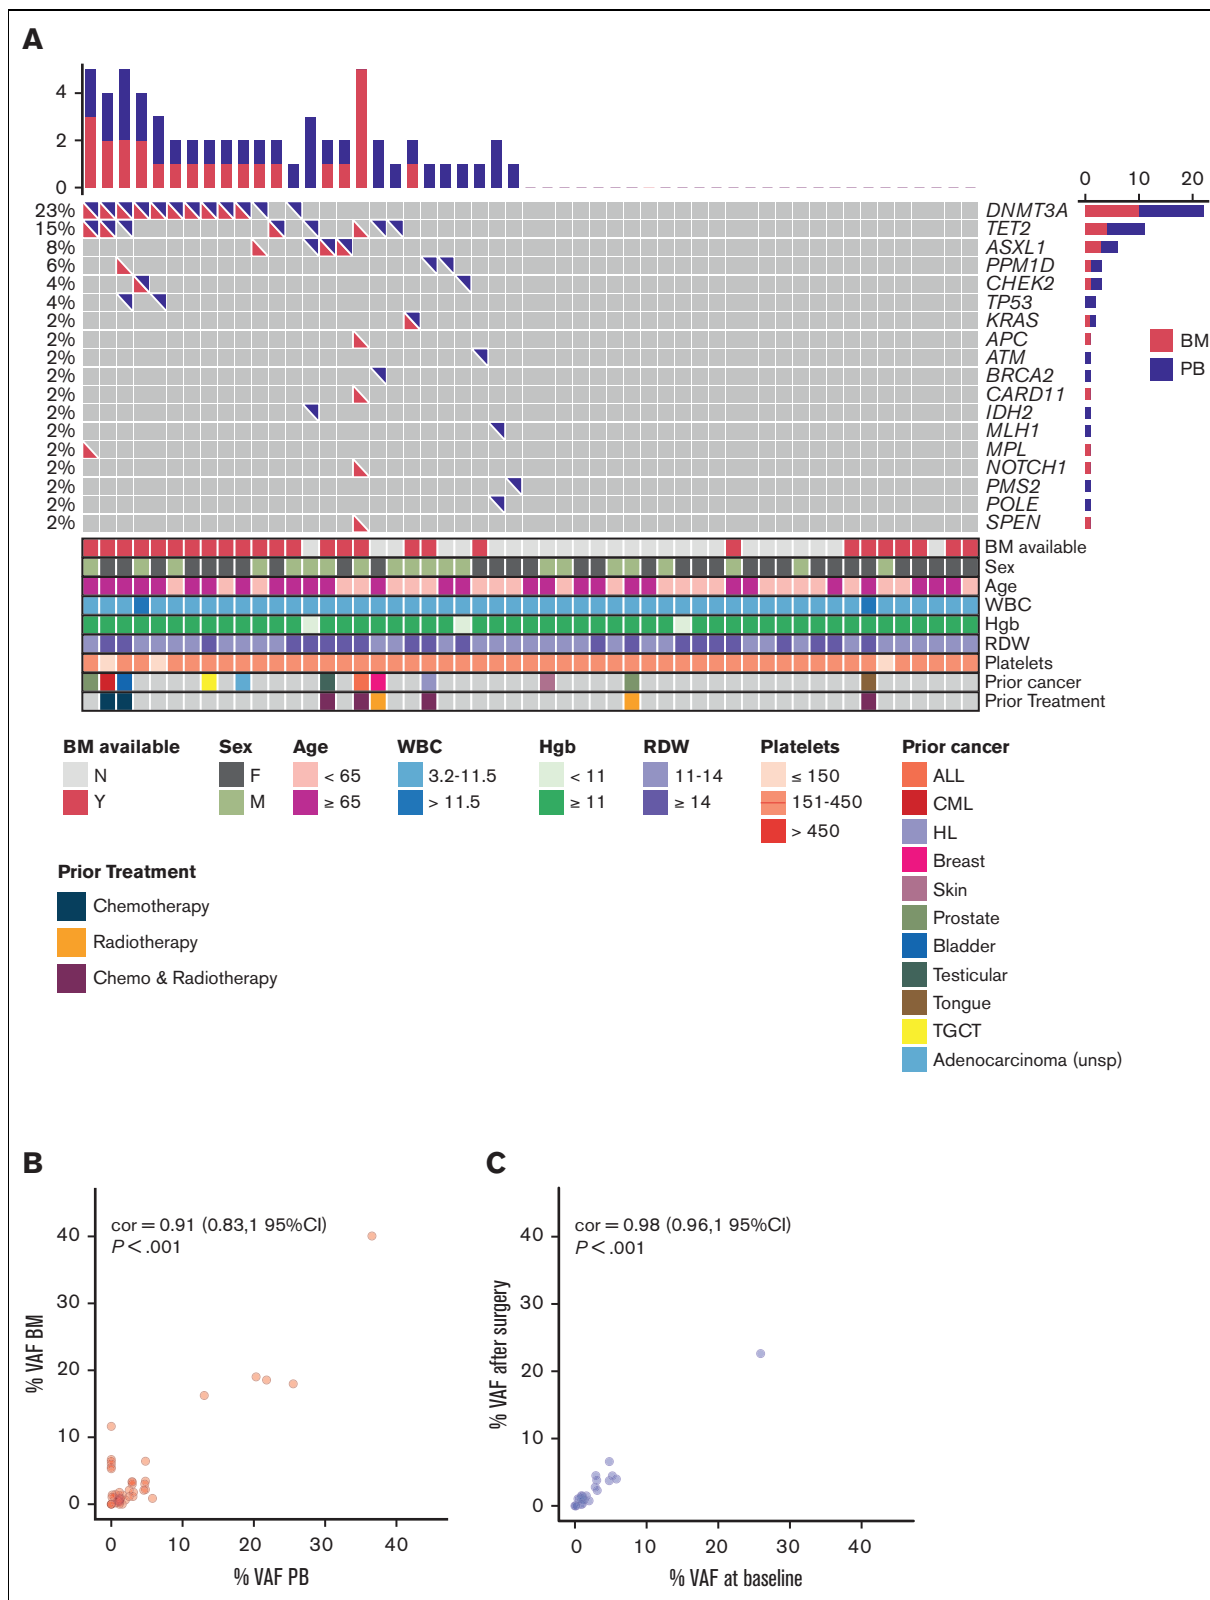 A
4
2
0
0 10 20
23% DNMT3A
15% TET2
8% ASXL1
6% PPM1D
4% CHEK2
4% TP53
2% KRAS
2% APC
2% ATM
2% BRCA2
2% CARD11
2% IDH2
2% MLH1
2% MPL
2% NOTCH1
2% PMS2
2% POLE
2% SPEN
BM
PB
BM available
Sex
Age
WBC
Hgb
RDW
Platelets
Prior cancer
Prior Treatment
BM available
N
Y
Sex
F
M
Age
< 65
≥ 65
WBC
3.2-11.5
> 11.5
Hgb
< 11
≥ 11
RDW
11-14
≥ 14
Platelets
≤ 150
151-450
> 450
Prior cancer
ALL
CML
HL
Breast
Skin
Prostate
Bladder
Testicular
Tongue
TGCT
Adenocarcinoma (unsp)
Prior Treatment
Chemotherapy
Radiotherapy
Chemo & Radiotherapy
B
cor = 0.91 (0.83,1 95%CI)
P < .001
% VAF BM
40
30
20
10
0
0 10 20 30 40
% VAF PB
C
cor = 0.98 (0.96,1 95%CI)
P < .001
% VAF after surgery
40
30
20
10
0
0 10 20 30 40
% VAF at baseline